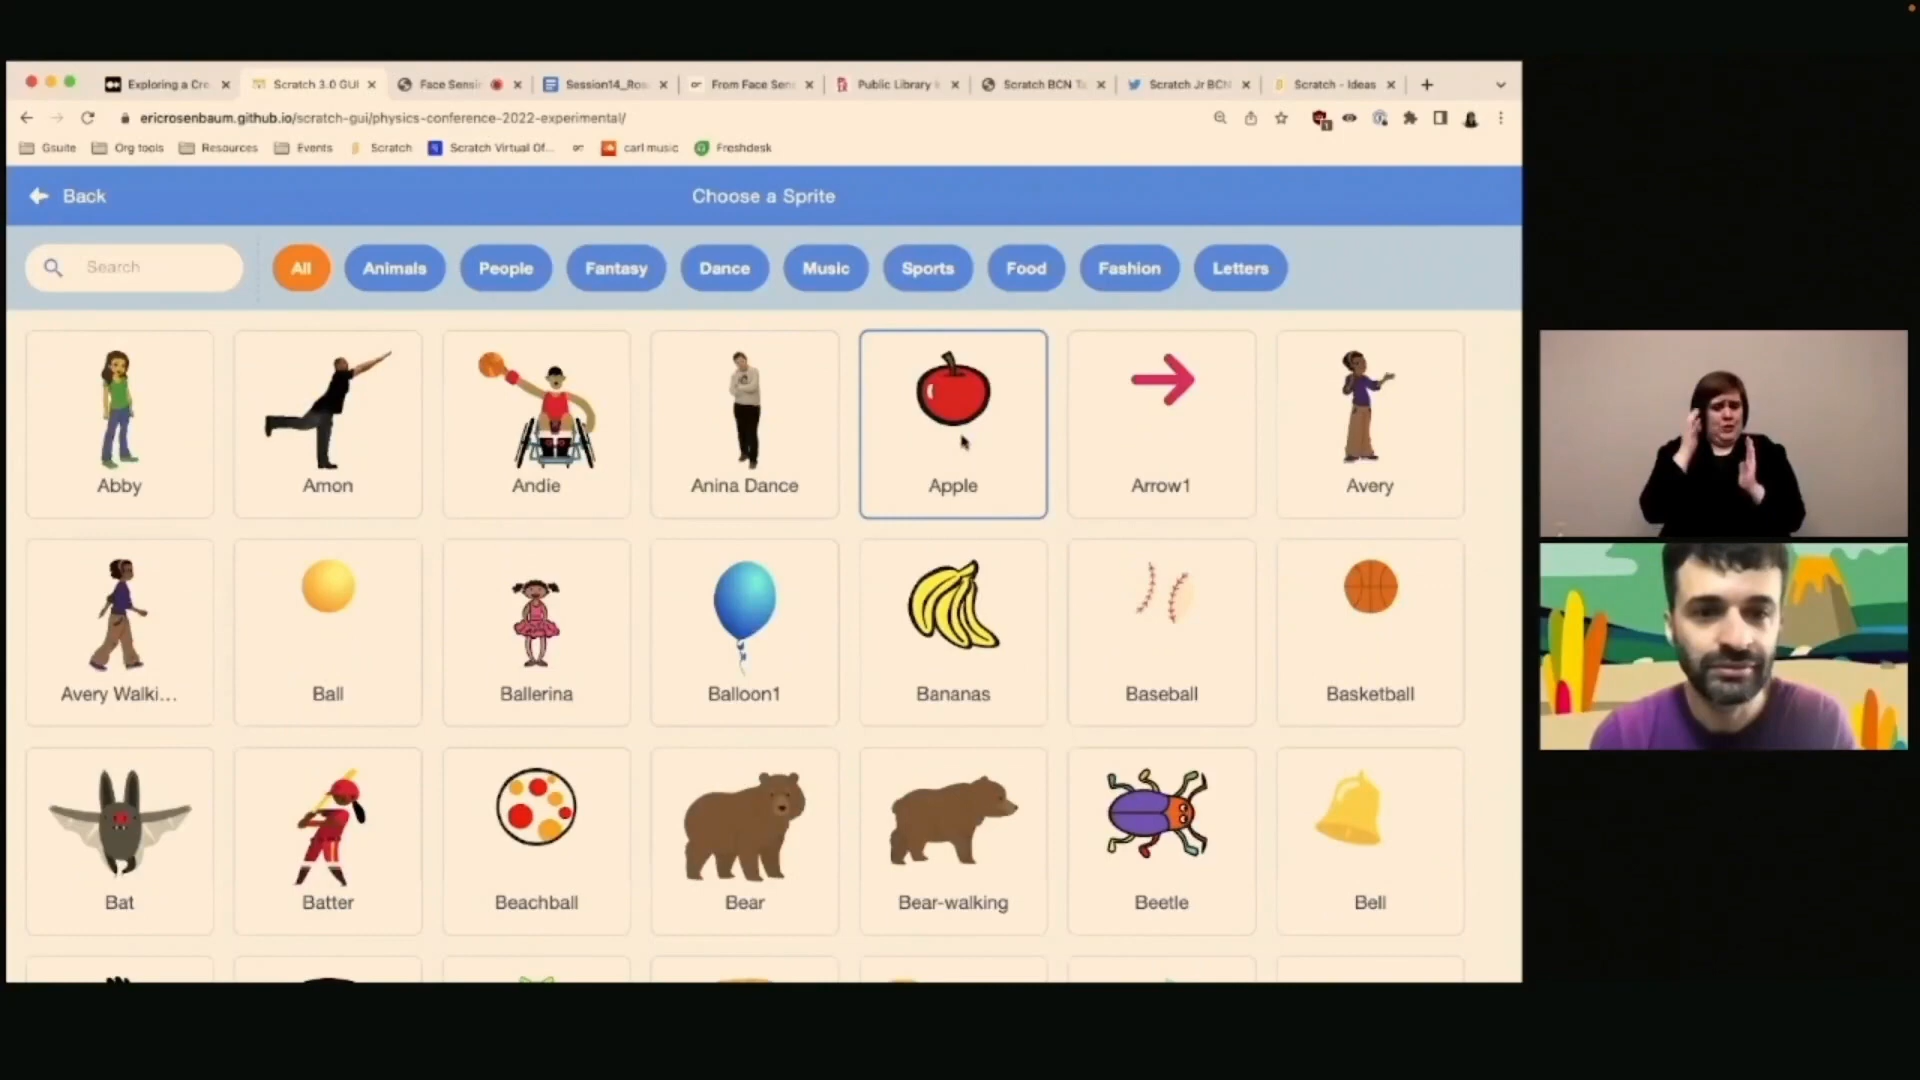 Exploring a Cre Scratch 3.0 GUI Face Sensin Session14_Ros From Face Sens Public Library Scratch BCN Ta Scratch Jr BCN Scratch - Ideas
ericrosenbaum.github.io/scratch-gui/physics-conference-2022-experimental/
Gsuite Org tools Resources Events Scratch Scratch Virtual Of... carl music Freshdesk
Back Choose a Sprite
Search All Animals People Fantasy Dance Music Sports Food Fashion Letters
Abby Amon Andie Anina Dance Apple Arrow1 Avery
Avery Walki... Ball Ballerina Balloon1 Bananas Baseball Basketball
Bat Batter Beachball Bear Bear-walking Beetle Bell